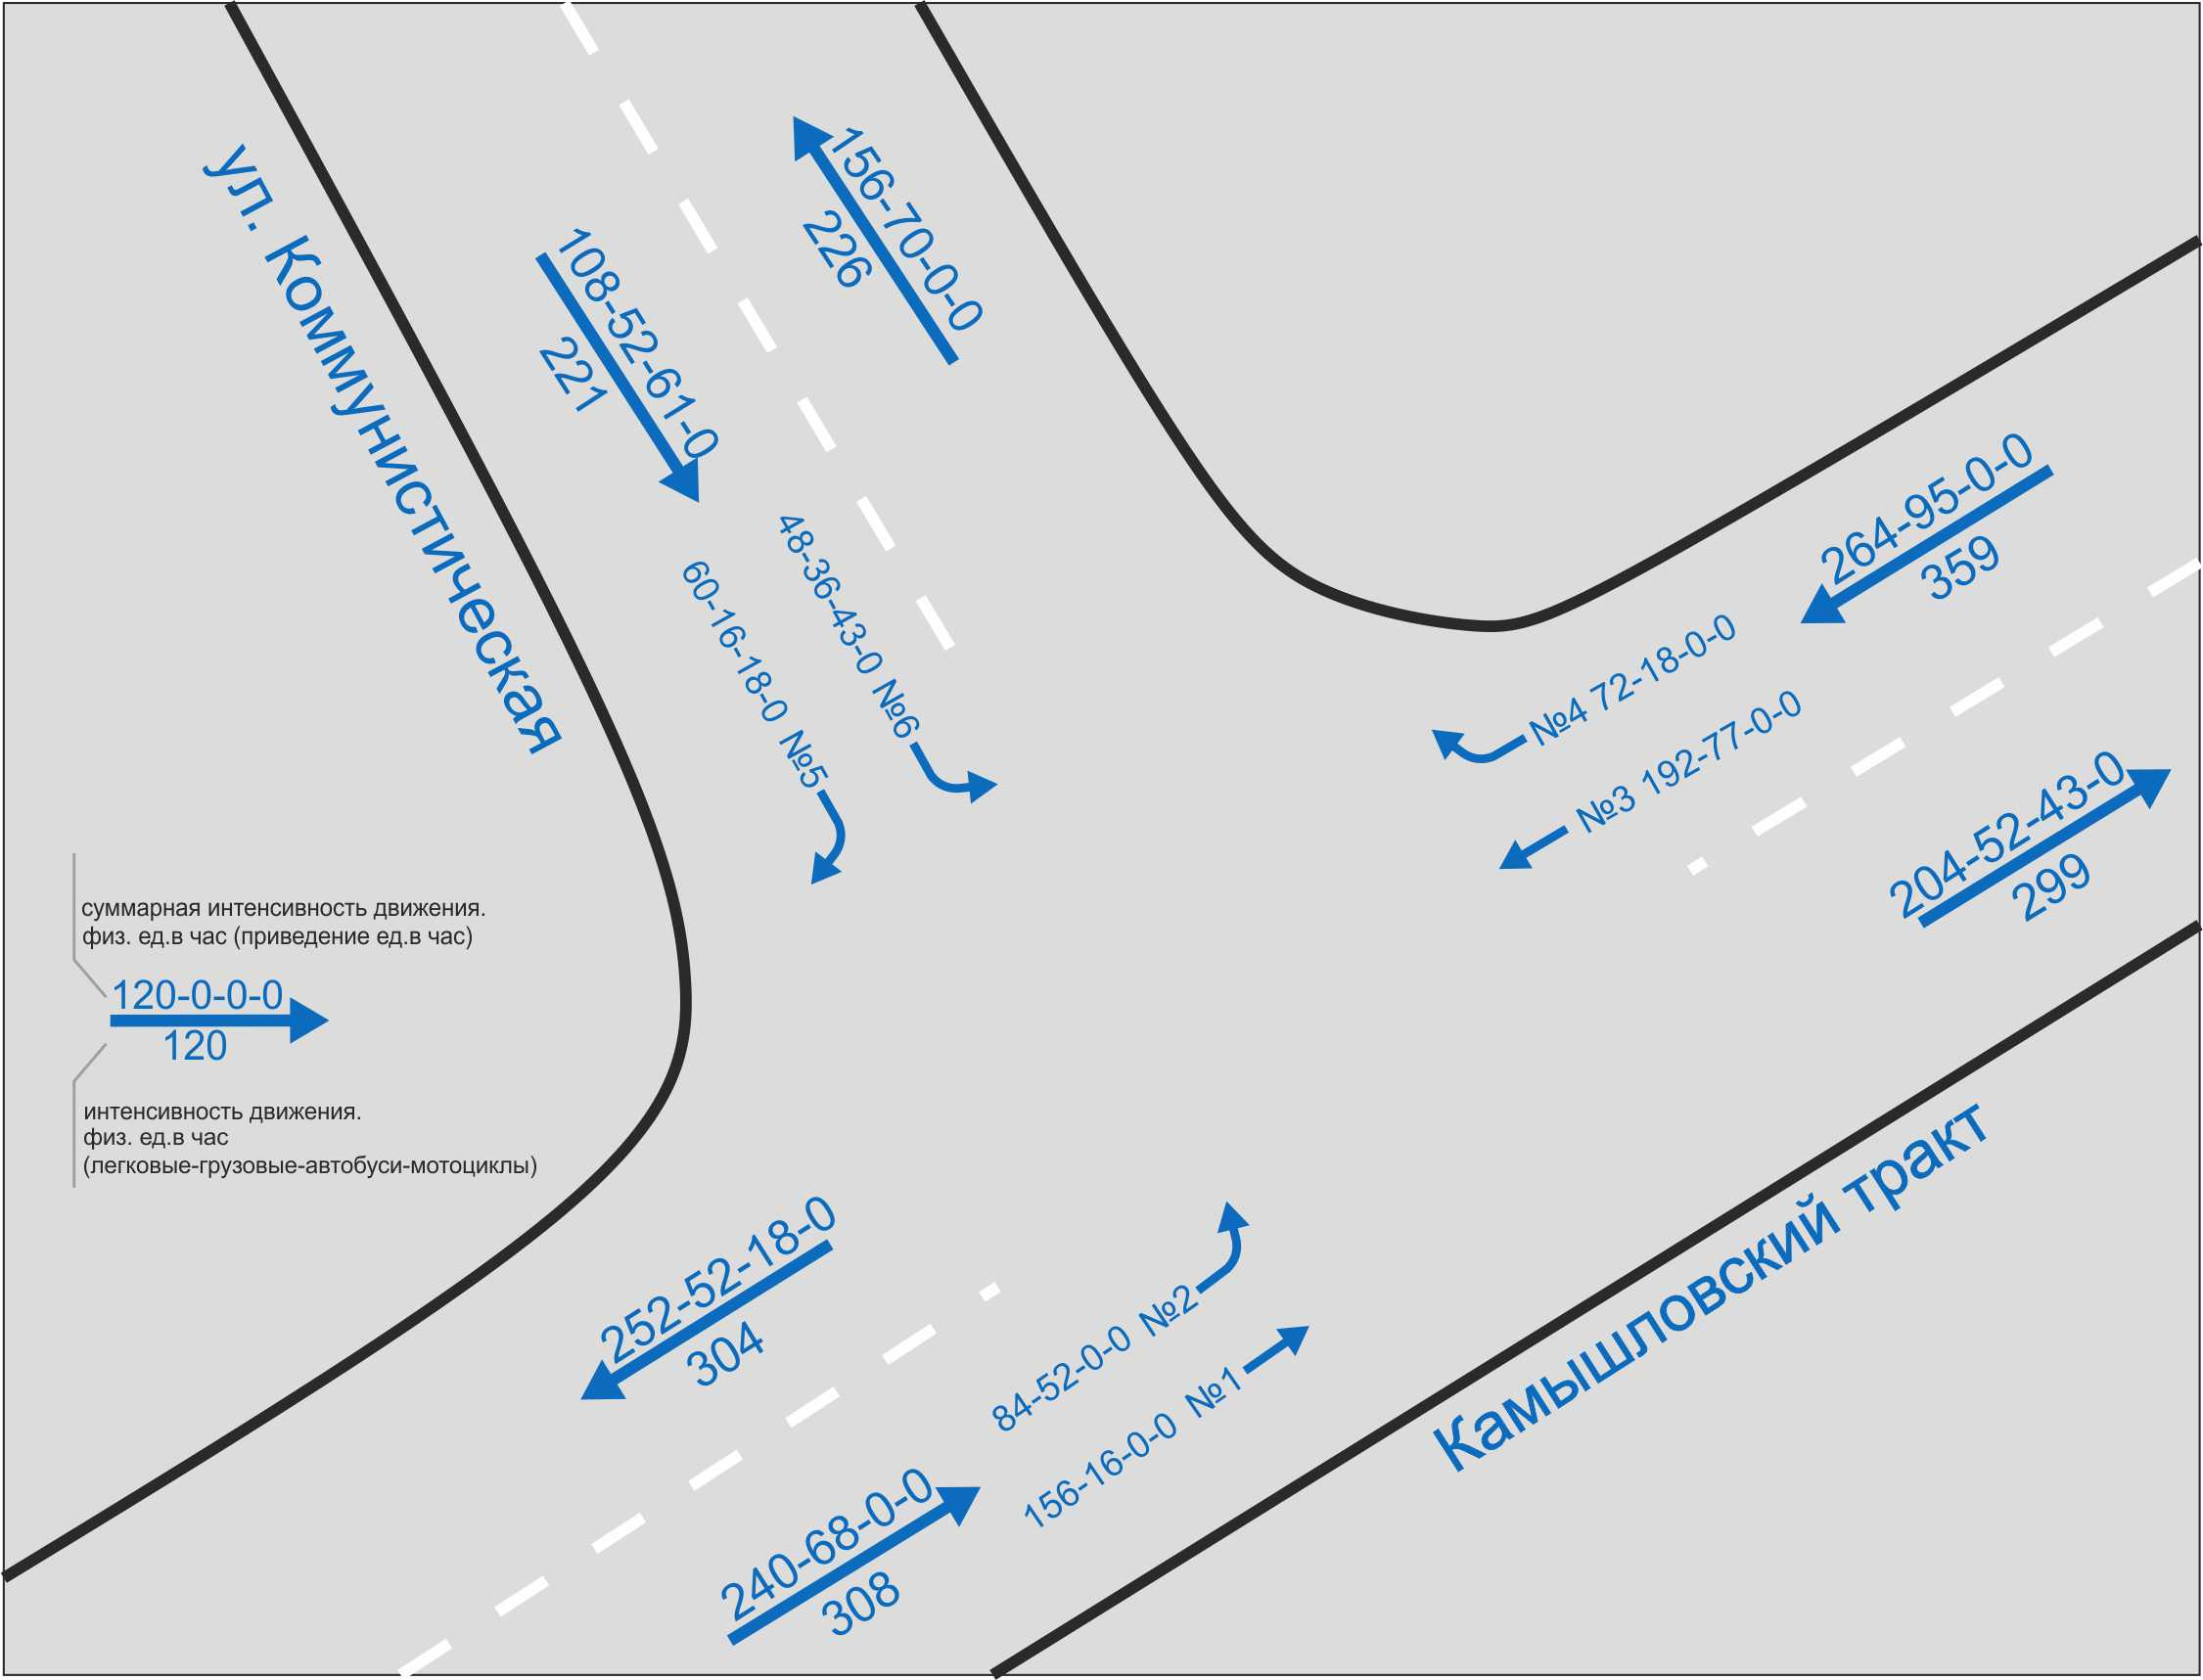 ул. Коммунистическая
156-70-0-0
226
108-52-61-0
221
48-36-43-0 №6
60-16-18-0 №5
264-95-0-0
359
№4 72-18-0-0
№3 192-77-0-0
204-52-43-0
299
суммарная интенсивность движения.
физ. ед.в час (приведение ед.в час)
120-0-0-0
120
интенсивность движения.
физ. ед.в час
(легковые-грузовые-автобуси-мотоциклы)
252-52-18-0
304
84-52-0-0 №2
156-16-0-0 №1
240-68-0-0
308
Камышловский тракт